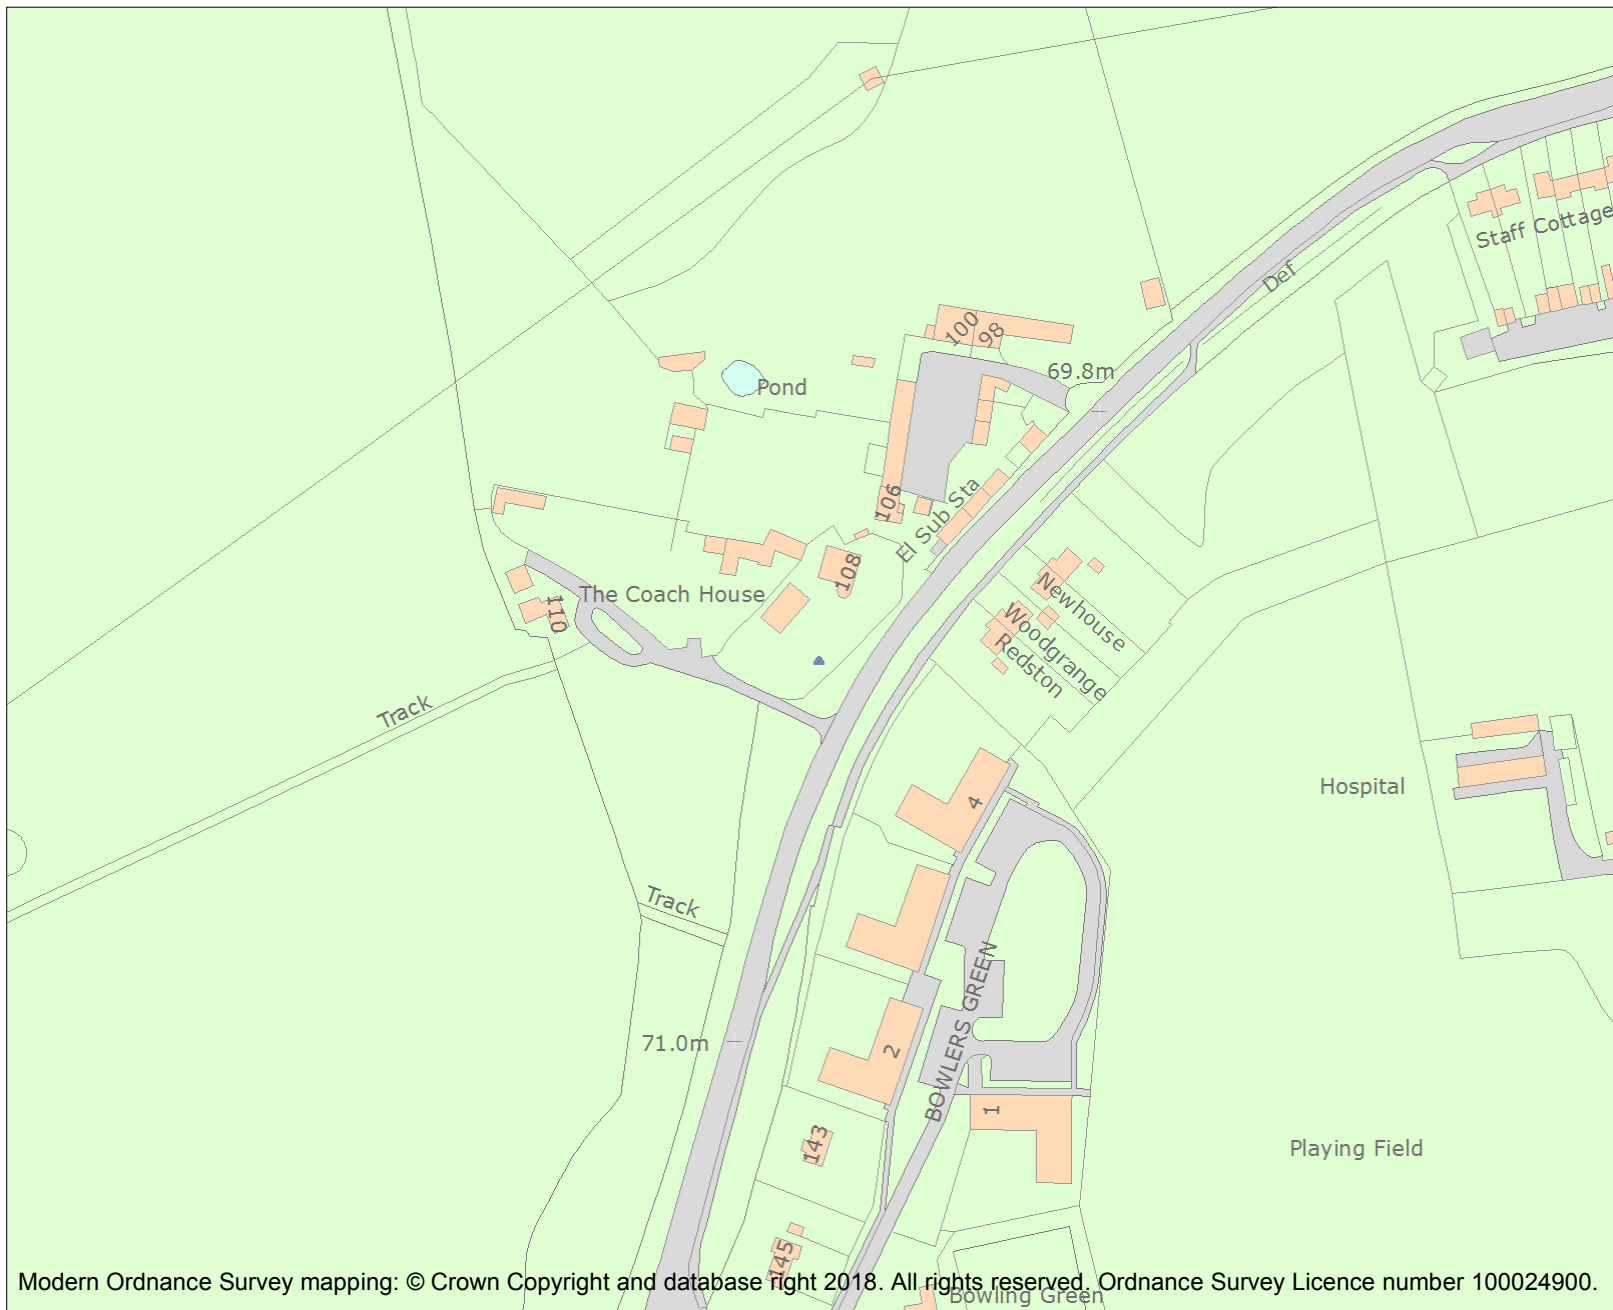 Staff Cottage
Def
100
98
69.8m
Pond
106
El Sub Sta
108
The Coach House
110
Newhouse
Woodgrange
Redston
Track
Hospital
4
Track
BOWLERS GREEN
71.0m
2
1
143
Playing Field
145
Modern Ordnance Survey mapping: © Crown Copyright and database right 2018. All rights reserved. Ordnance Survey Licence number 100024900.
Bowling Green